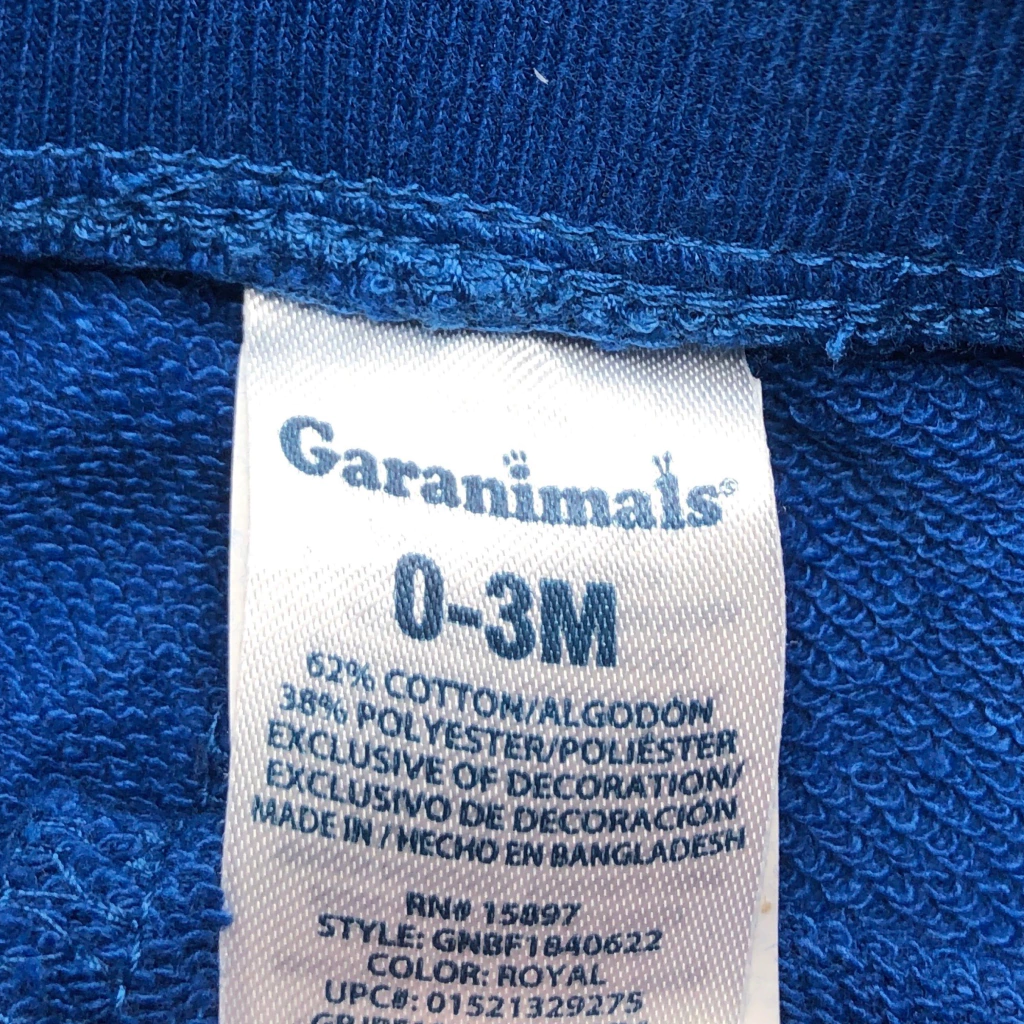 Garanimals®
0-3M
62% COTTON/ALGODÓN
38% POLYESTER/POLIÉSTER
EXCLUSIVE OF DECORATION/
EXCLUSIVO DE DECORACIÓN
MADE IN / HECHO EN BANGLADESH
RN# 15897
STYLE: GNBF1840622
COLOR: ROYAL
UPC#: 01521329275